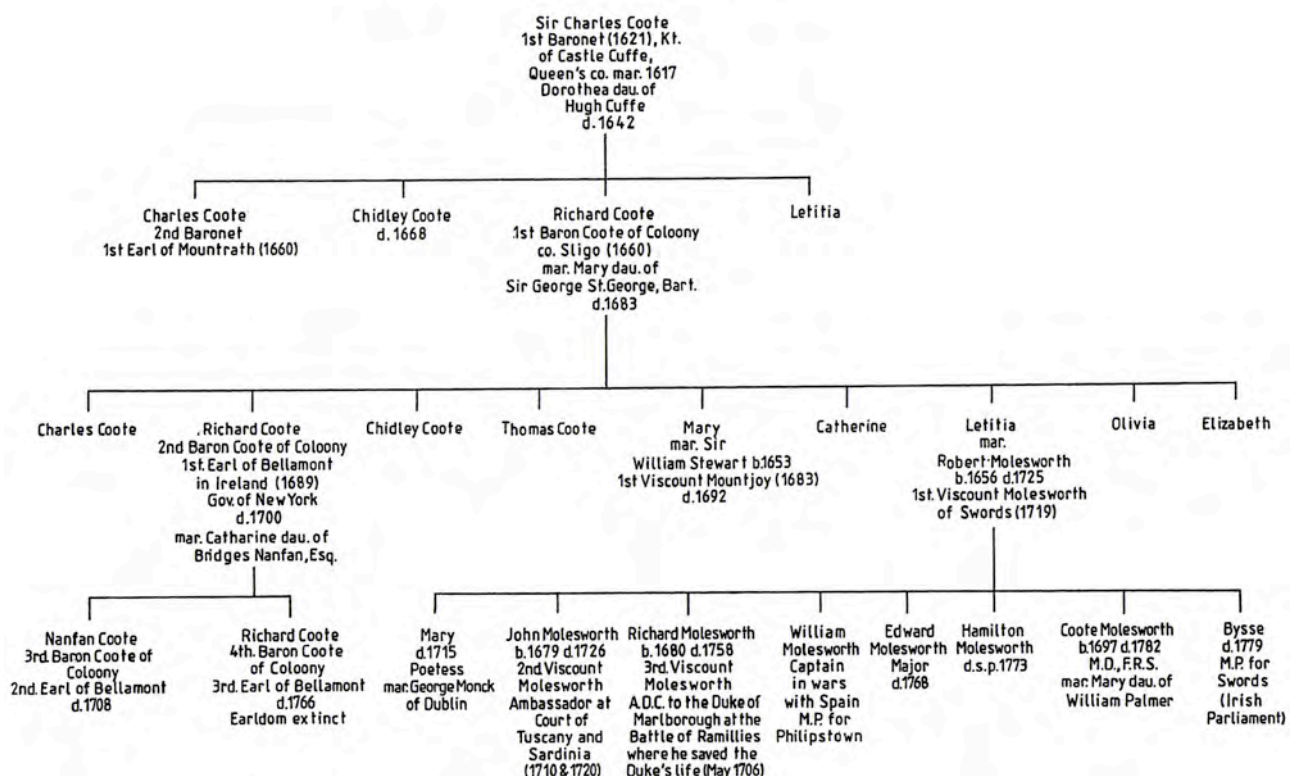 Sir Charles Coote
1st Baronet (1621), Kt.
of Castle Cuffe,
Queen's co. mar. 1617
Dorothea dau. of
Hugh Cuffe
d.1642
Charles Coote
2nd Baronet
1st Earl of Mountrath (1660)
Chidley Coote
d. 1668
Richard Coote
1st Baron Coote of Coloony
co. Sligo (1660)
mar. Mary dau. of
Sir George St.George, Bart.
d.1683
Letitia
Charles Coote
Richard Coote
2nd Baron Coote of Coloony
1st. Earl of Bellamont
in Ireland (1689)
Gov. of New York
d.1700
mar. Catharine dau. of
Bridges Nanfan, Esq.
Chidley Coote
Thomas Coote
Mary
mar. Sir
William Stewart b.1653
1st Viscount Mountjoy (1683)
d.1692
Catherine
Letitia
mar.
Robert Molesworth
b.1656 d.1725
1st. Viscount Molesworth
of Swords (1719)
Olivia
Elizabeth
Nanfan Coote
3rd. Baron Coote of
Coloony
2nd. Earl of Bellamont
d.1708
Richard Coote
4th. Baron Coote
of Coloony
3rd. Earl of Bellamont
d.1766
Earldom extinct
Mary
d.1715
Poetess
mar. George Monck
of Dublin
John Molesworth
b.1679 d.1726
2nd. Viscount
Molesworth
Ambassador at
Court of
Tuscany and
Sardinia
(1710 & 1720)
Richard Molesworth
b.1680 d.1758
3rd. Viscount
Molesworth
A.D.C. to the Duke of
Marlborough at the
Battle of Ramillies
where he saved the
Duke's life (May 1706)
William
Molesworth
Captain
in wars
with Spain
M.P. for
Philipstown
Edward
Molesworth
Major
d.1768
Hamilton
Molesworth
d.s.p.1773
Coote Molesworth
b.1697 d.1782
M.D., F.R.S.
mar. Mary dau. of
William Palmer
Bysse
d.1779
M.P. for
Swords
(Irish
Parliament)